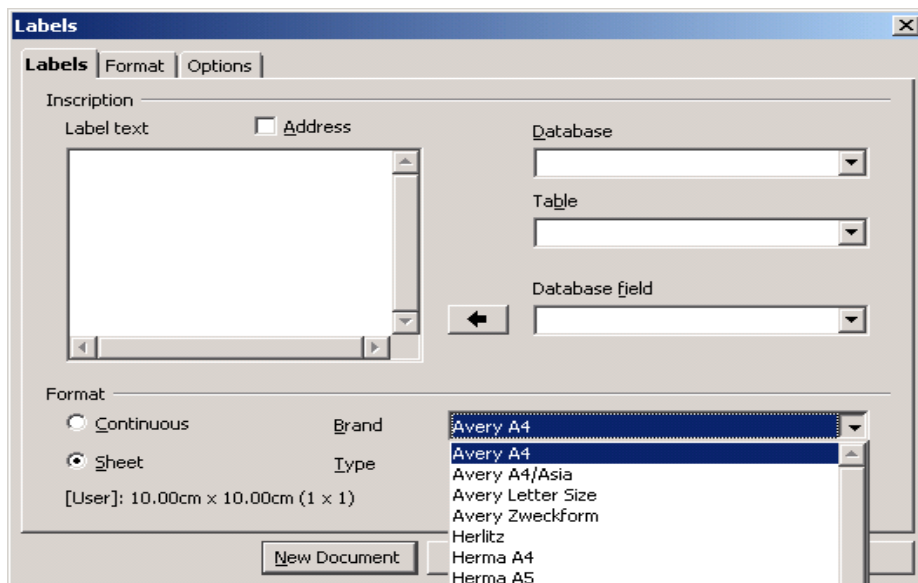 Labels
Labels Format Options
Inscription
Label text Address
Database
Table
Database field
Format
Continuous Brand Avery A4
Avery A4
Sheet Type
Avery A4/Asia
[User]: 10.00cm x 10.00cm (1 x 1) Avery Letter Size
Avery Zweckform
Herlitz
New Document Herma A4
Herma A5